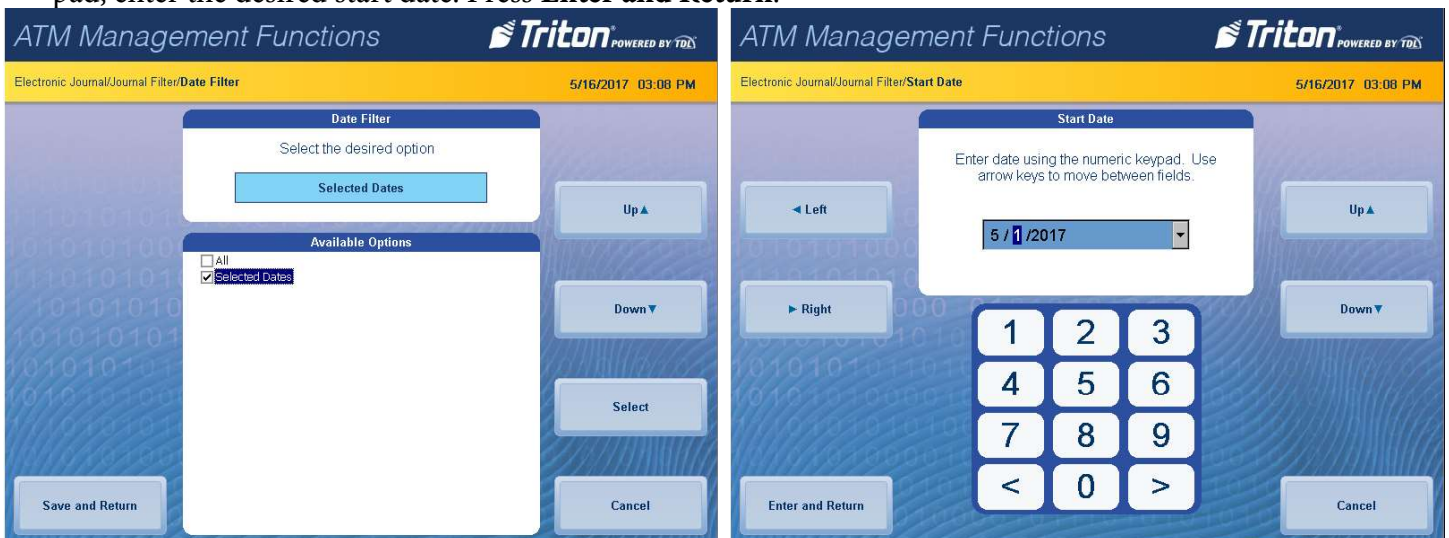 pad, enter the desired start date. Press Enter and Return.
ATM Management Functions
Triton POWERED BY TDL
Electronic Journal/Journal Filter/Date Filter
5/16/2017 03:08 PM
Date Filter
Select the desired option
Selected Dates
Available Options
All
Selected Dates
Up▲
Down▼
Select
Save and Return
Cancel
ATM Management Functions
Triton POWERED BY TDL
Electronic Journal/Journal Filter/Start Date
5/16/2017 03:08 PM
Start Date
Enter date using the numeric keypad. Use
arrow keys to move between fields.
◄ Left
5 / 1 /2017
Up▲
► Right
Down▼
1 2 3
4 5 6
7 8 9
< 0 >
Enter and Return
Cancel